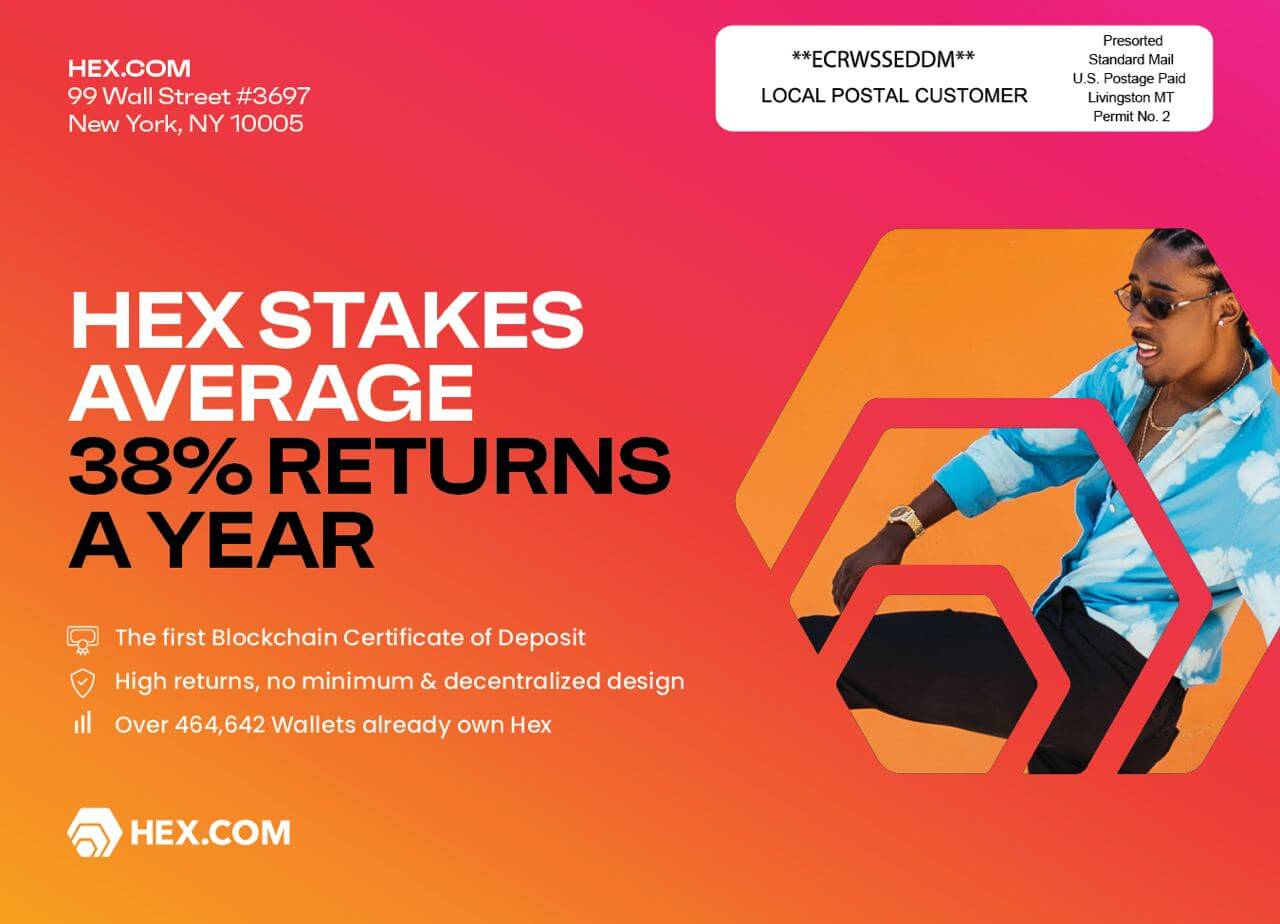 HEX.COM
99 Wall Street #3697
New York, NY 10005
**ECRWSSEDDM**
LOCAL POSTAL CUSTOMER
Presorted
Standard Mail
U.S. Postage Paid
Livingston MT
Permit No. 2
HEX STAKES
AVERAGE
38% RETURNS
A YEAR
The first Blockchain Certificate of Deposit
High returns, no minimum & decentralized design
Over 464,642 Wallets already own Hex
HEX.COM